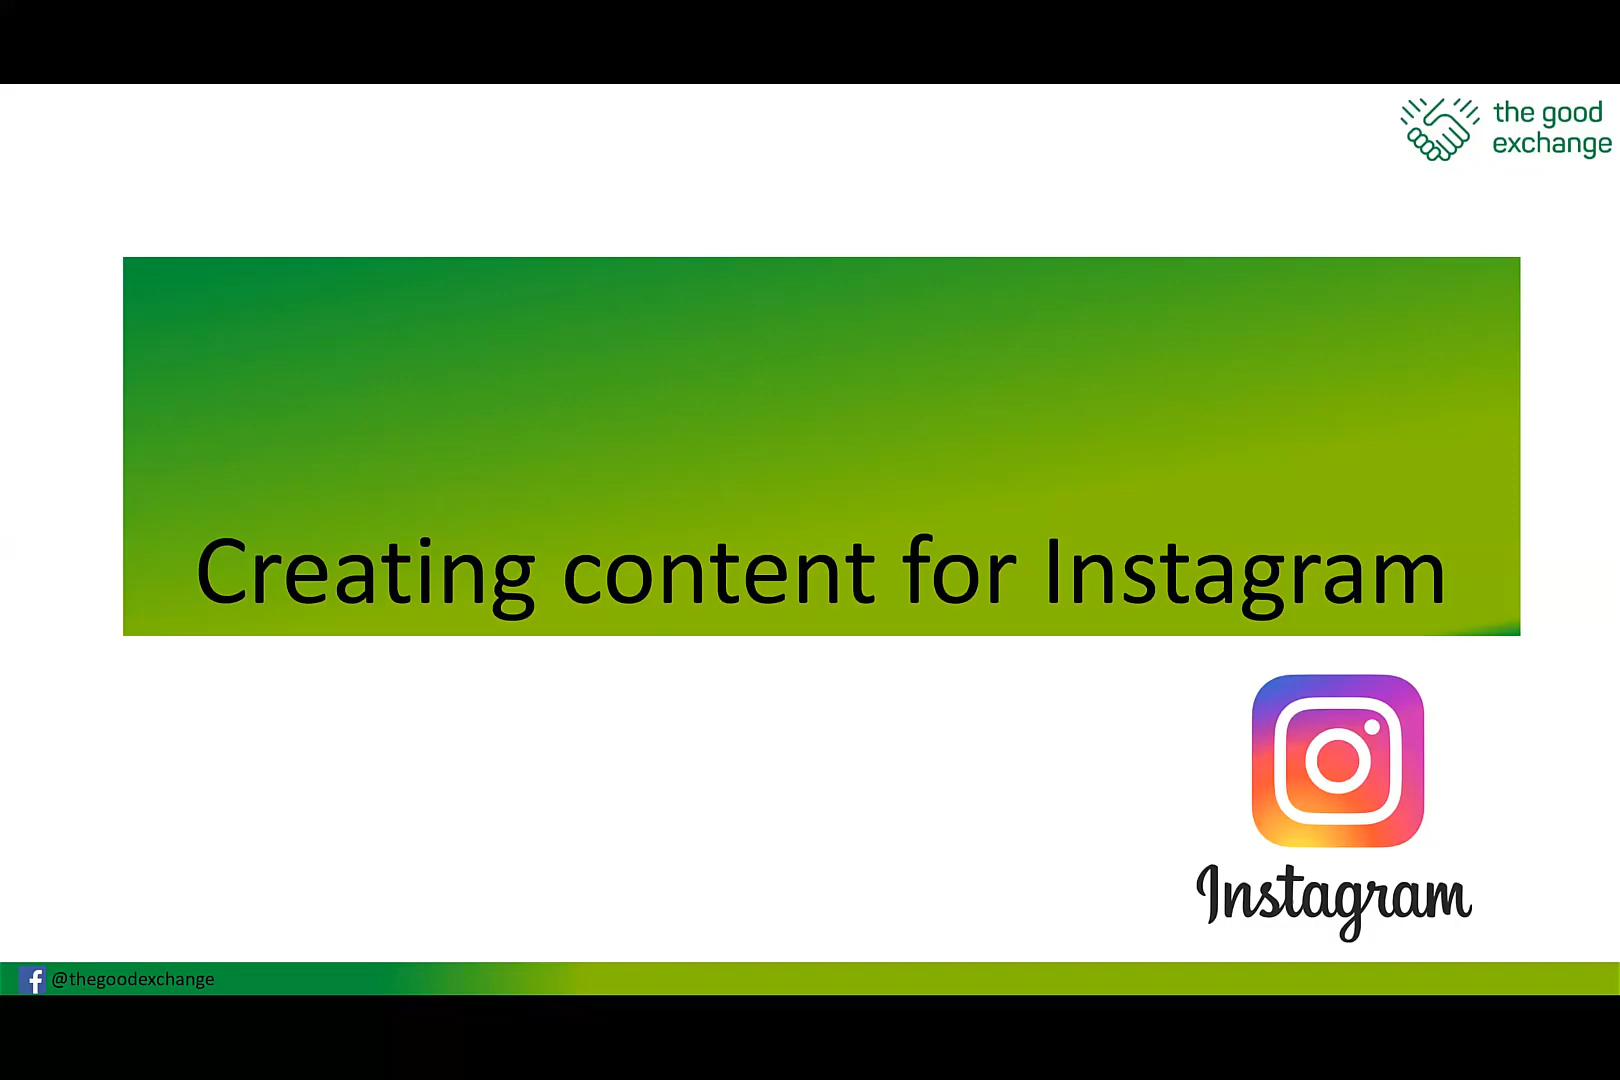 the good
exchange
Creating content for Instagram
Instagram
@thegoodexchange